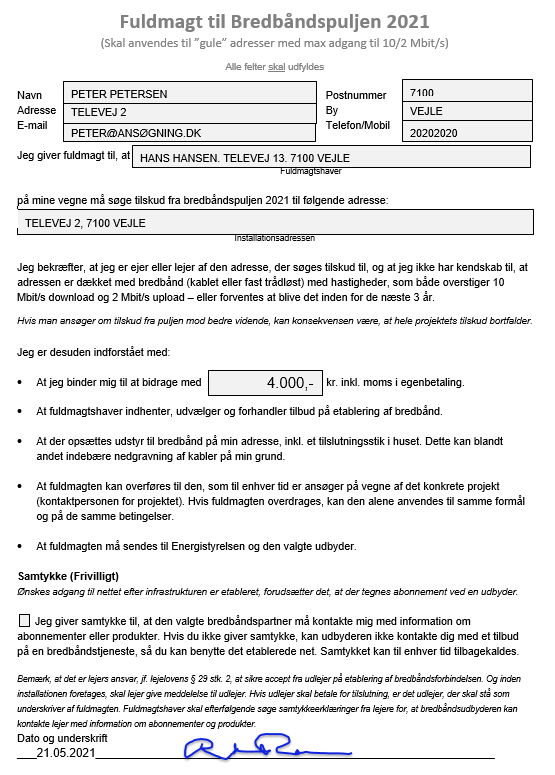 Fuldmagt til Bredbåndspuljen 2021
(Skal anvendes til "gule" adresser med max adgang til 10/2 Mbit/s)
Alle felter skal udfyldes
Navn PETER PETERSEN Postnummer 7100
Adresse TELEVEJ 2 By VEJLE
E-mail PETER@ANSØGNING.DK Telefon/Mobil 20202020
Jeg giver fuldmagt til, at HANS HANSEN. TELEVEJ 13. 7100 VEJLE
Fuldmagtshaver
på mine vegne må søge tilskud fra bredbåndspuljen 2021 til følgende adresse:
TELEVEJ 2, 7100 VEJLE
Installationsadressen
Jeg bekræfter, at jeg er ejer eller lejer af den adresse, der søges tilskud til, og at jeg ikke har kendskab til, at
adressen er dækket med bredbånd (kablet eller fast trådløst) med hastigheder, som både overstiger 10
Mbit/s download og 2 Mbit/s upload – eller forventes at blive det inden for de næste 3 år.
Hvis man ansøger om tilskud fra puljen mod bedre vidende, kan konsekvensen være, at hele projektets tilskud bortfalder.
Jeg er desuden indforstået med:
• At jeg binder mig til at bidrage med 4.000,- kr. inkl. moms i egenbetaling.
• At fuldmagtshaver indhenter, udvælger og forhandler tilbud på etablering af bredbånd.
• At der opsættes udstyr til bredbånd på min adresse, inkl. et tilslutningsstik i huset. Dette kan blandt
andet indebære nedgravning af kabler på min grund.
• At fuldmagten kan overføres til den, som til enhver tid er ansøger på vegne af det konkrete projekt
(kontaktpersonen for projektet). Hvis fuldmagten overdrages, kan den alene anvendes til samme formål
og på de samme betingelser.
• At fuldmagten må sendes til Energistyrelsen og den valgte udbyder.
Samtykke (Frivilligt)
Ønskes adgang til nettet efter infrastrukturen er etableret, forudsætter det, at der tegnes abonnement ved en udbyder.
Jeg giver samtykke til, at den valgte bredbåndspartner må kontakte mig med information om
abonnementer eller produkter. Hvis du ikke giver samtykke, kan udbyderen ikke kontakte dig med et tilbud
på en bredbåndstjeneste, så du kan benytte det etablerede net. Samtykket kan til enhver tid tilbagekaldes.
Bemærk, at det er lejers ansvar, jf. lejelovens § 29 stk. 2, at sikre accept fra udlejer på etablering af bredbåndsforbindelsen. Og inden
installationen foretages, skal lejer give meddelelse til udlejer. Hvis udlejer skal betale for tilslutning, er det udlejer, der skal stå som
underskriver af fuldmagten. Fuldmagtshaver skal efterfølgende søge samtykkeerklæringer fra lejere for, at bredbåndsudbyderen kan
kontakte lejer med information om abonnementer og produkter.
Dato og underskrift
21.05.2021